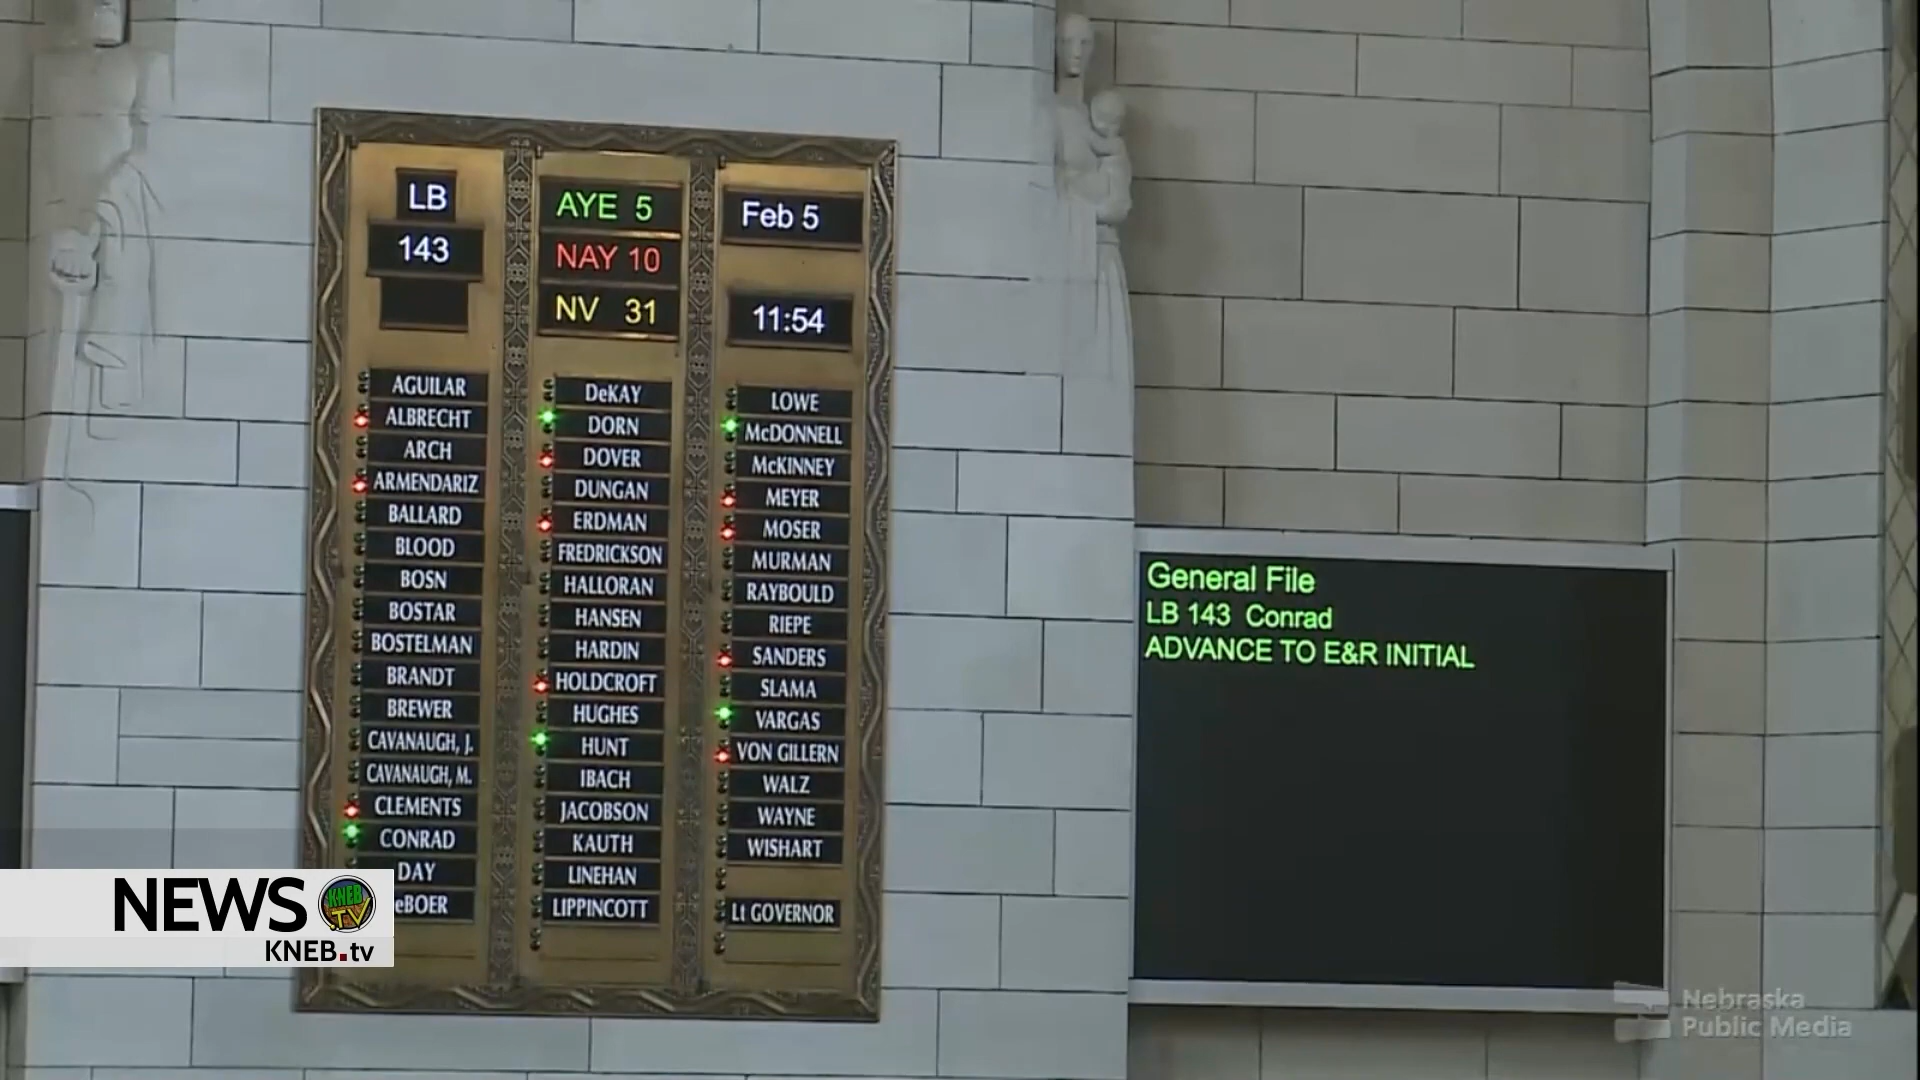 LB
143
AYE 5
NAY 10
NV 31
Feb 5
11:54
AGUILAR
ALBRECHT
ARCH
ARMENDARIZ
BALLARD
BLOOD
BOSN
BOSTAR
BOSTELMAN
BRANDT
BREWER
CAVANAUGH, J.
CAVANAUGH, M.
CLEMENTS
CONRAD
DAY
eBOER
DeKAY
DORN
DOVER
DUNGAN
ERDMAN
FREDRICKSON
HALLORAN
HANSEN
HARDIN
HOLDCROFT
HUGHES
HUNT
IBACH
JACOBSON
KAUTH
LINEHAN
LIPPINCOTT
LOWE
McDONNELL
McKINNEY
MEYER
MOSER
MURMAN
RAYBOULD
RIEPE
SANDERS
SLAMA
VARGAS
VON GILLERN
WALZ
WAYNE
WISHART
Lt GOVERNOR
General File
LB 143 Conrad
ADVANCE TO E&R INITIAL
NEWS
KNEB
.TV
KNEB.tv
Nebraska
Public Media